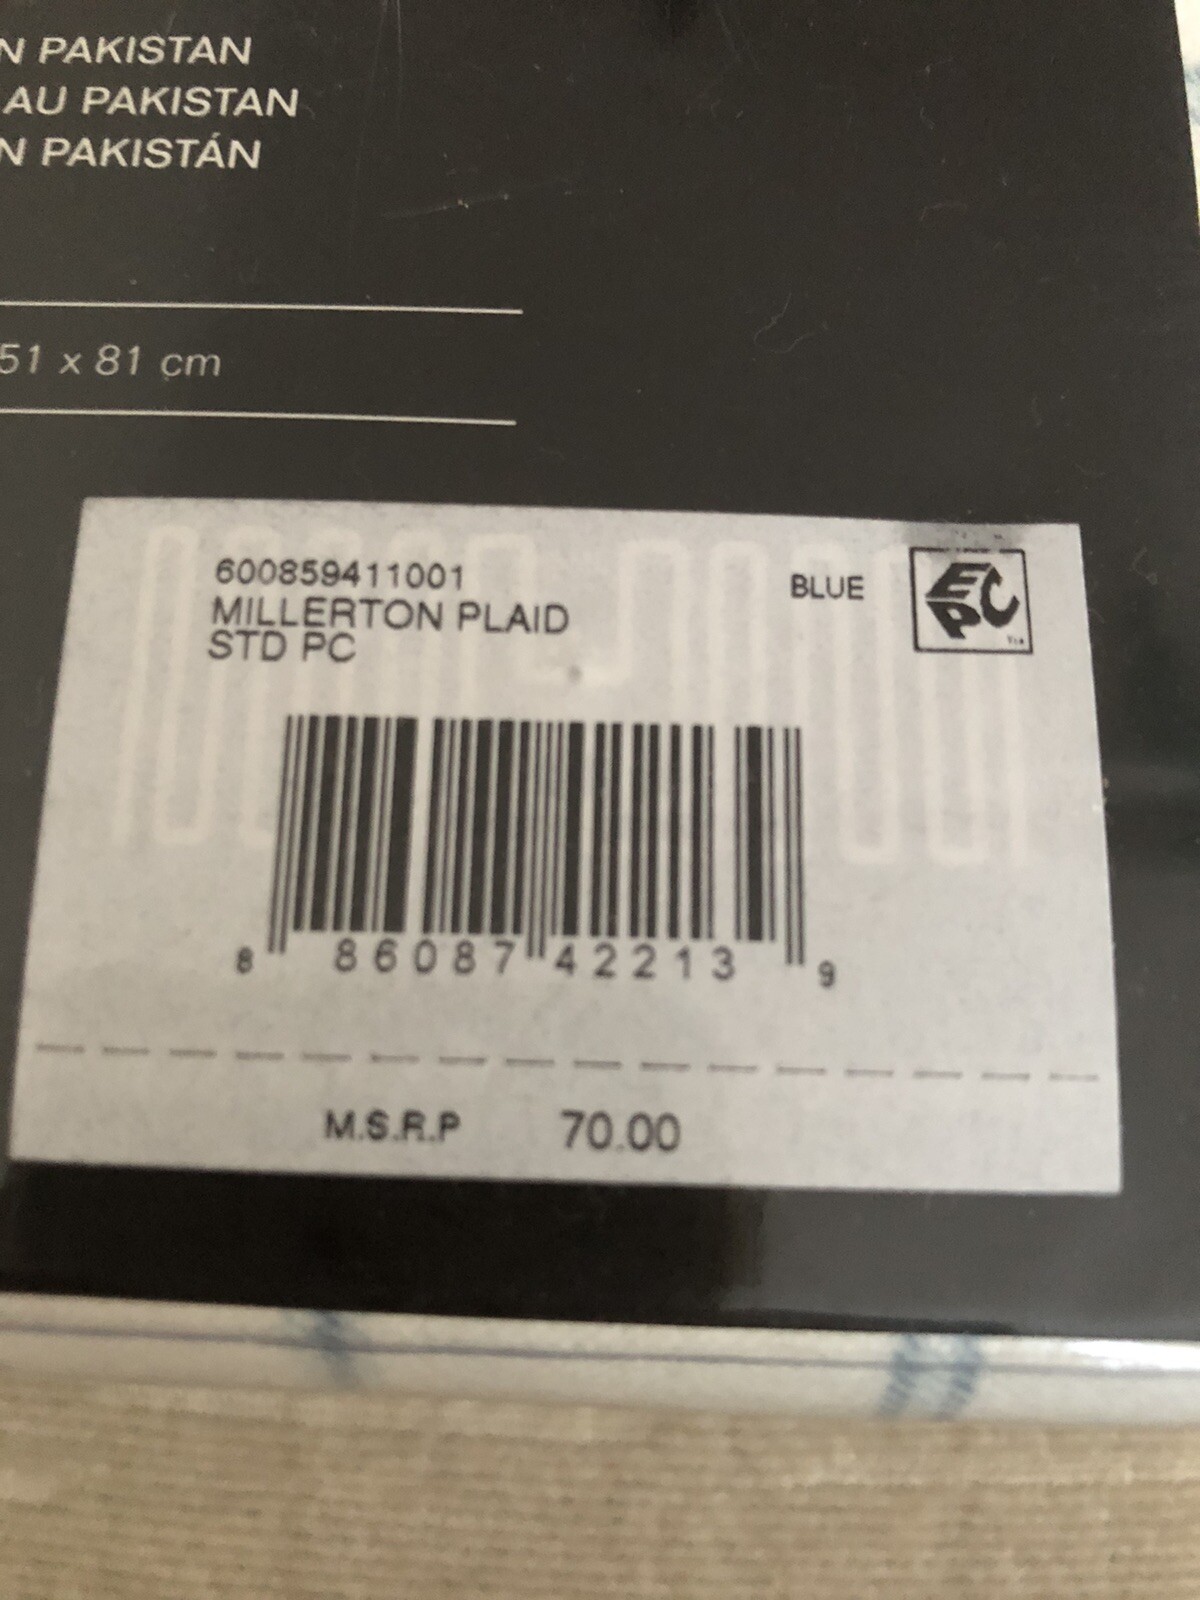 N PAKISTAN
AU PAKISTAN
N PAKISTÁN
51 x 81 cm
600859411001
BLUE
EPC
MILLERTON PLAID
STD PC
8 86087 42213 9
M.S.R.P 70.00